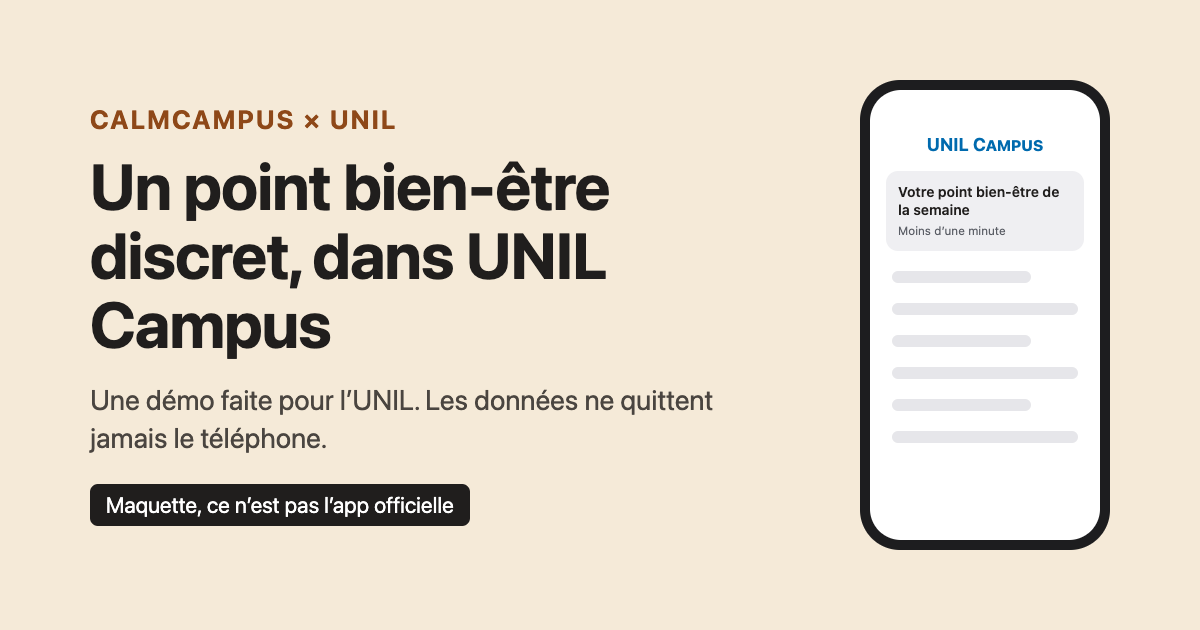 CALMCAMPUS × UNIL
Un point bien-être
discret, dans UNIL
Campus
Une démo faite pour l’UNIL. Les données ne quittent
jamais le téléphone.
Maquette, ce n’est pas l’app officielle
UNIL CAMPUS
Votre point bien-être de
la semaine
Moins d’une minute